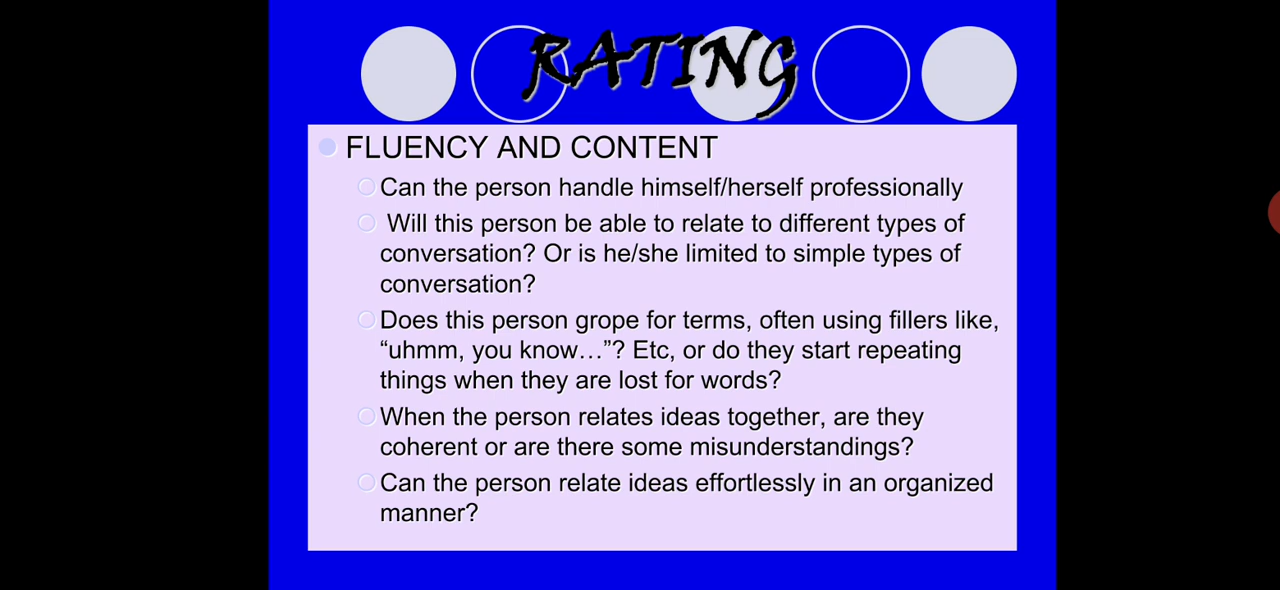 RATING
FLUENCY AND CONTENT
Can the person handle himself/herself professionally
Will this person be able to relate to different types of
conversation? Or is he/she limited to simple types of
conversation?
Does this person grope for terms, often using fillers like,
“uhmm, you know…”? Etc, or do they start repeating
things when they are lost for words?
When the person relates ideas together, are they
coherent or are there some misunderstandings?
Can the person relate ideas effortlessly in an organized
manner?